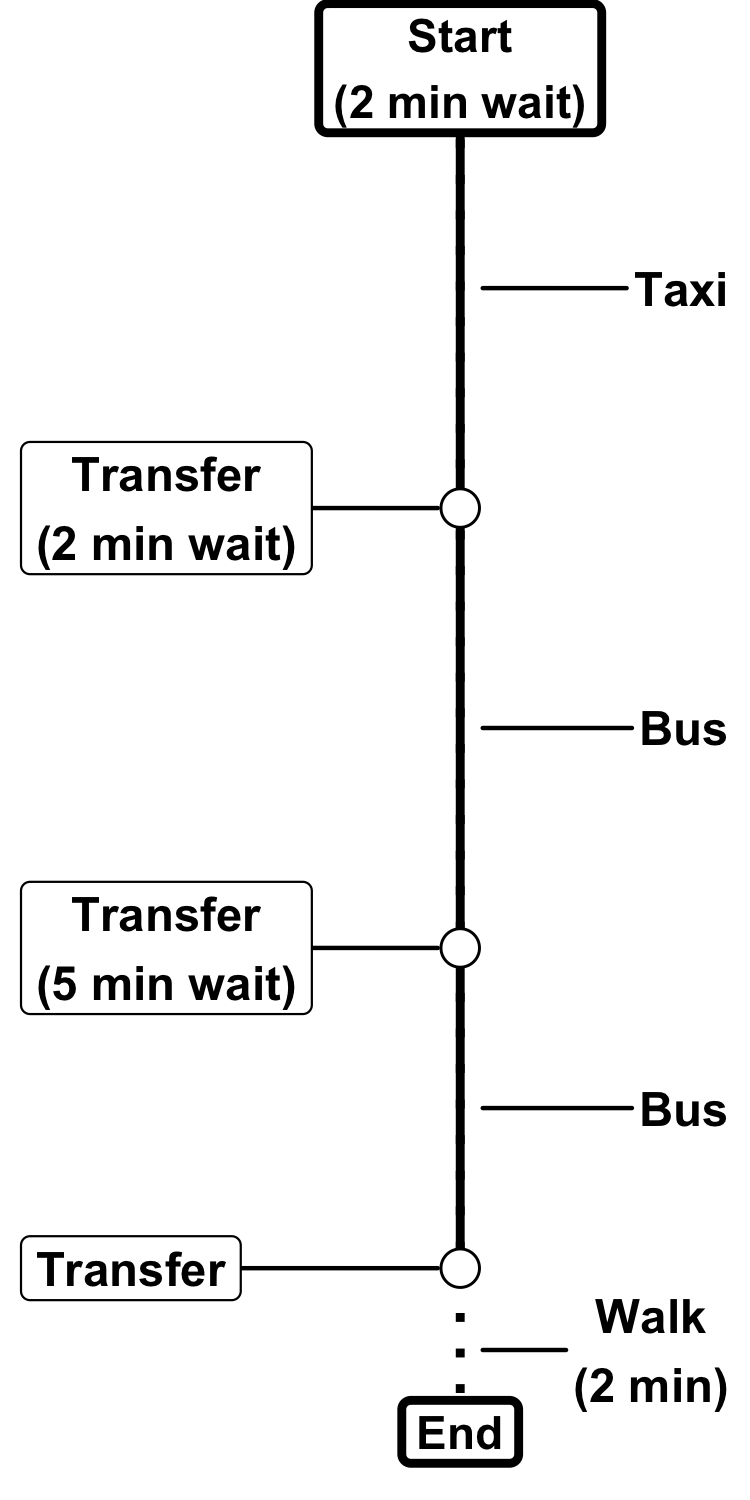 Start
(2 min wait)
Taxi
Transfer
(2 min wait)
Bus
Transfer
(5 min wait)
Bus
Transfer
Walk
(2 min)
End